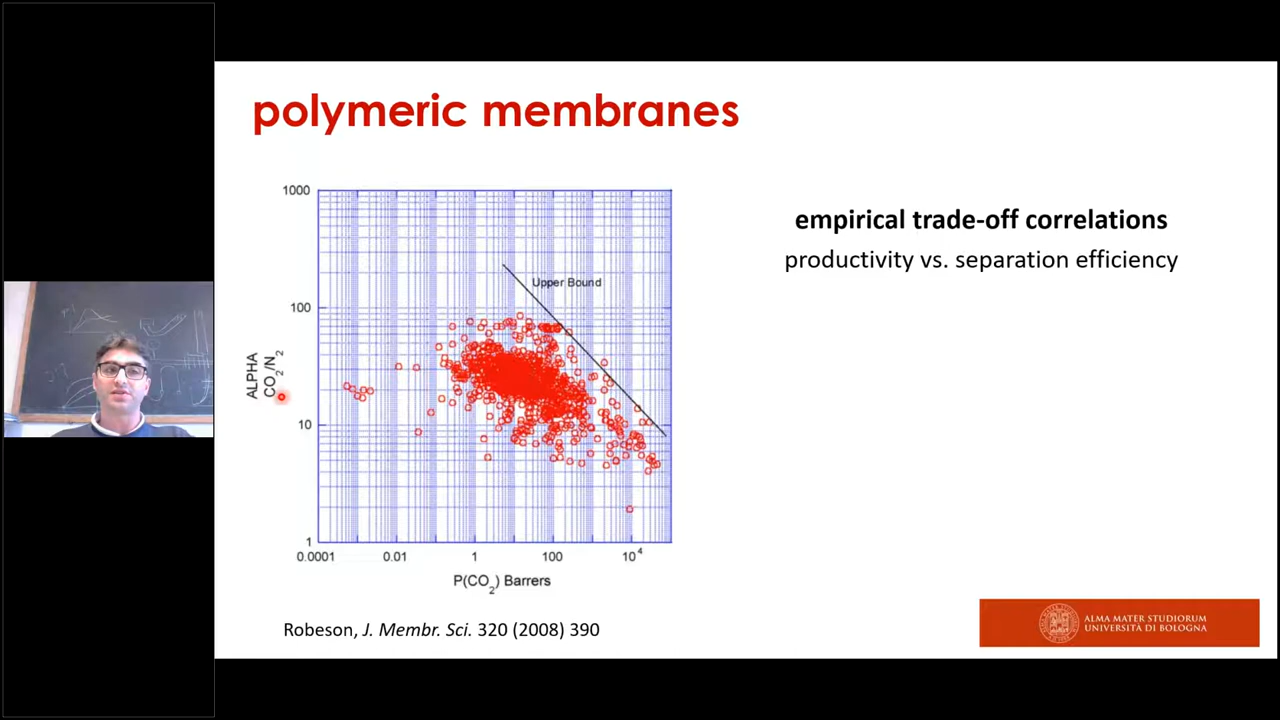 polymeric membranes
empirical trade-off correlations
productivity vs. separation efficiency
1000
100
10
1
ALPHA
CO2/N2
Upper Bound
0.0001
0.01
1
100
10^4
P(CO2) Barrers
Robeson, J. Membr. Sci. 320 (2008) 390
ALMA MATER STUDIORUM
UNIVERSITÀ DI BOLOGNA